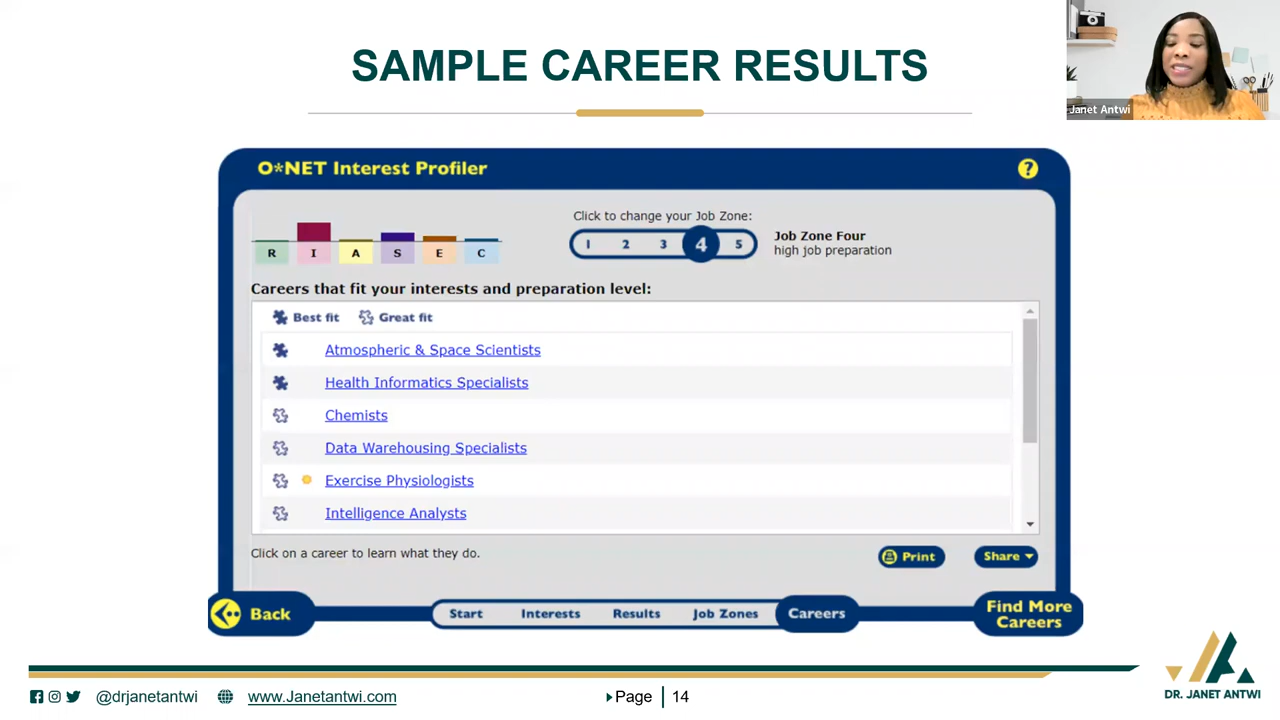 SAMPLE CAREER RESULTS
Janet Antwi
O*NET Interest Profiler
?
R I A S E C
Click to change your Job Zone:
1 2 3 4 5
Job Zone Four
high job preparation
Careers that fit your interests and preparation level:
Best fit Great fit
Atmospheric & Space Scientists
Health Informatics Specialists
Chemists
Data Warehousing Specialists
Exercise Physiologists
Intelligence Analysts
Click on a career to learn what they do.
Print
Share
Back
Start Interests Results Job Zones Careers
Find More
Careers
@drjanetantwi www.Janetantwi.com Page 14
DR. JANET ANTWI